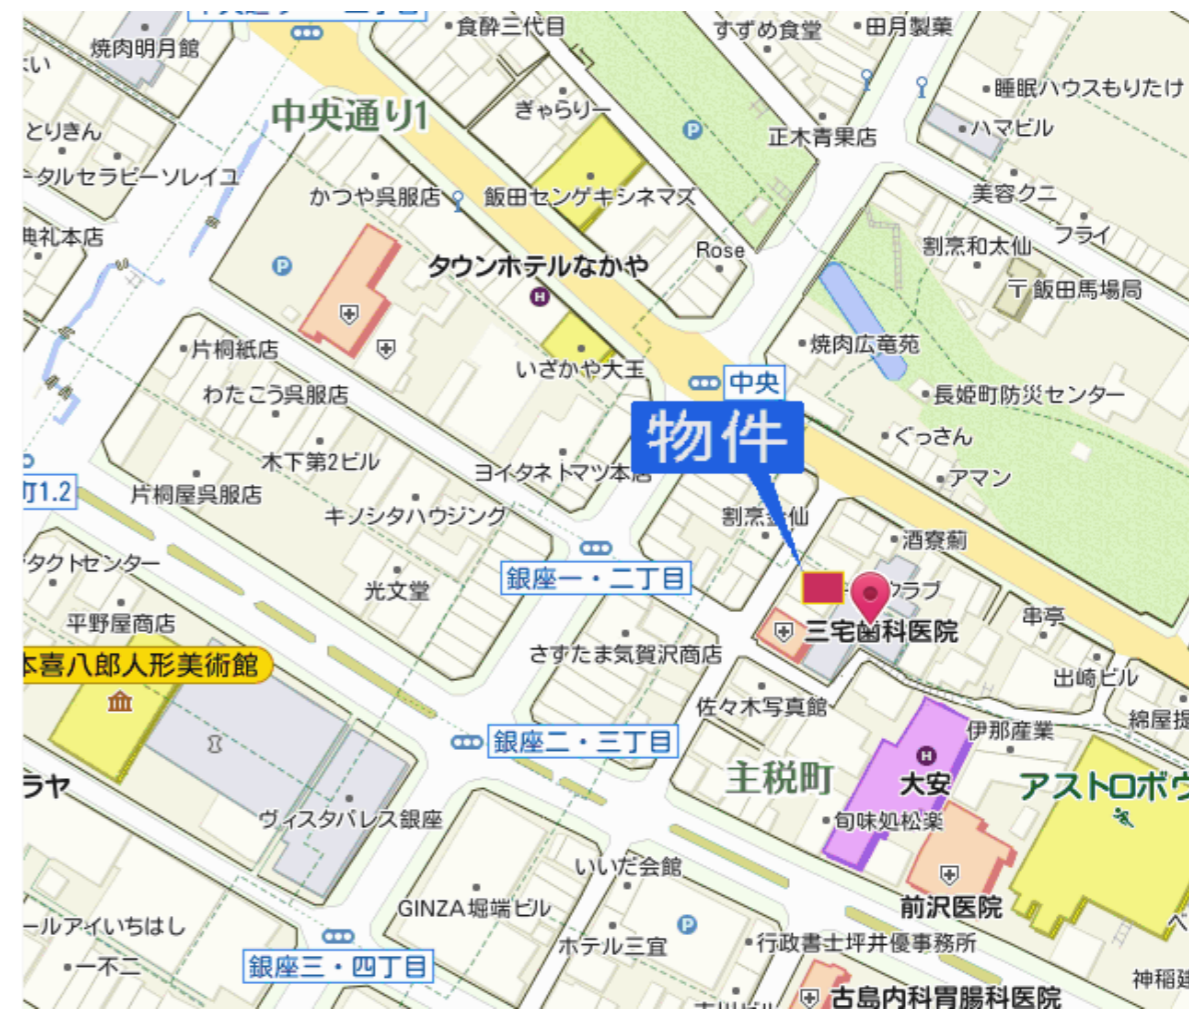 食酔三代目
すずめ食堂
田月製菓
焼肉明月館
睡眠ハウスもりたけ
ぎゃらりー
中央通り1
P
正木青果店
ハマビル
とりきん
かつや呉服店
飯田センゲキシネマズ
美容クニ
フライ
典礼本店
Rose
割烹和太仙
P
タウンホテルなかや
H
〒飯田馬場局
片桐紙店
焼肉広竜苑
いざかや大王
中央
わたこう呉服店
長姫町防災センター
物件
ぐっさん
木下第2ビル
ヨイタネトマツ本店
アマン
丁1.2
片桐屋呉服店
キノシタハウジング
酒寮薊
タクトセンター
銀座一・二丁目
光文堂
クラブ
平野屋商店
串亭
三宅歯科医院
本喜八郎人形美術館
さすたま気賀沢商店
出崎ビル
佐々木写真館
綿屋提
伊那産業
銀座二・三丁目
主税町
H
大安
アストロボウ
ラヤ
ヴィスタパレス銀座
旬味処松楽
いいだ会館
GINZA堀端ビル
前沢医院
ールアイいちはし
P
ホテル三宜
行政書士坪井優事務所
銀座三・四丁目
一不二
神稲建
古島内科胃腸科医院